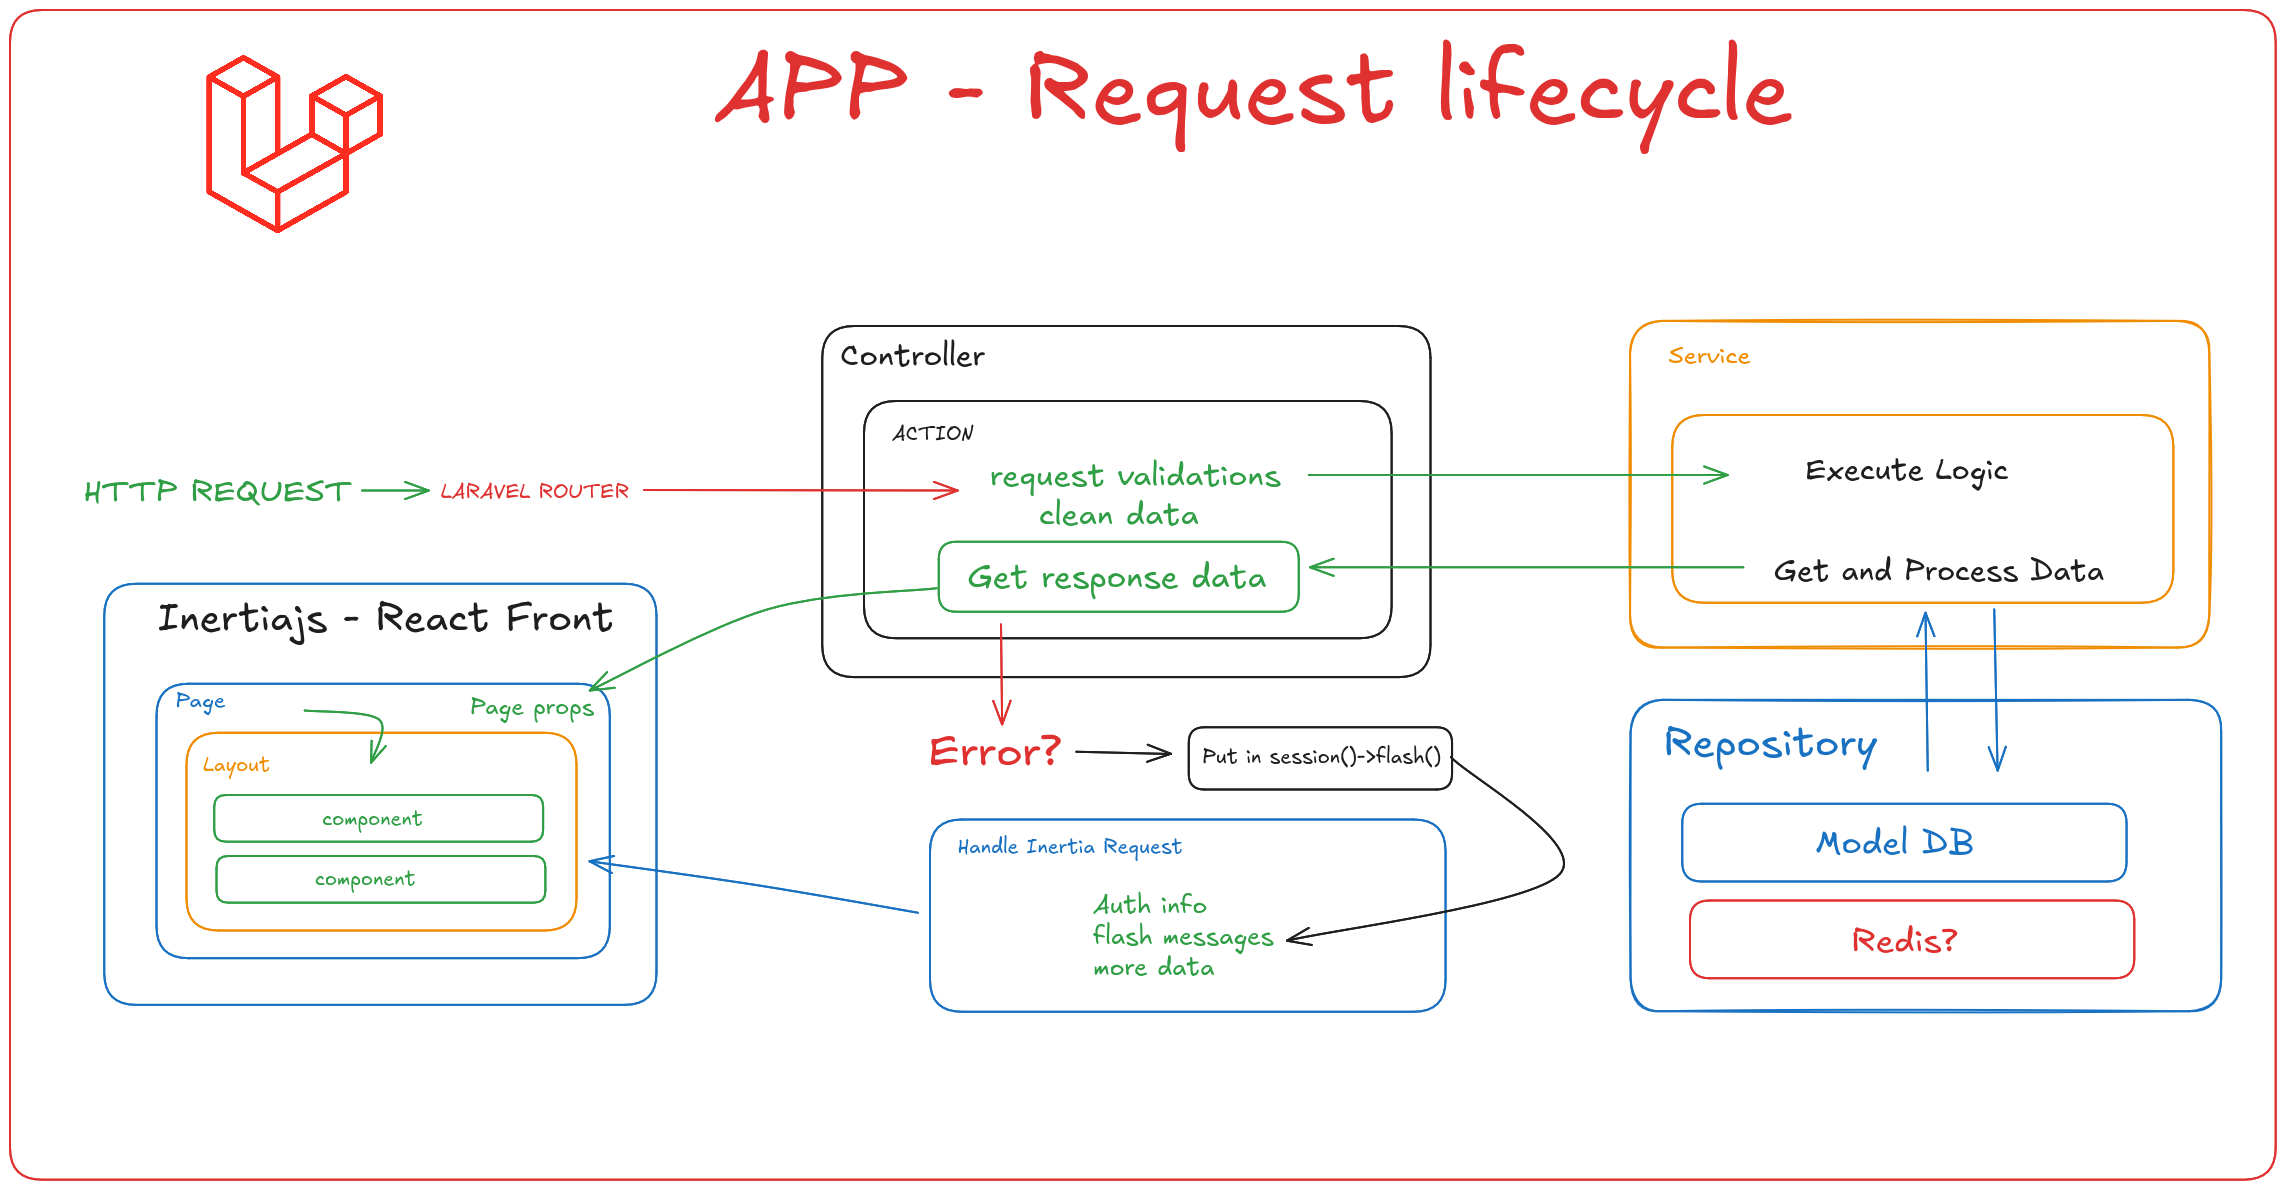 APP - Request lifecycle
Controller
ACTION
request validations
clean data
Get response data
Service
Execute Logic
Get and Process Data
HTTP REQUEST
LARAVEL ROUTER
Inertiajs - React Front
Page
Page props
Layout
component
component
Error?
Put in session()->flash()
Handle Inertia Request
Auth info
flash messages
more data
Repository
Model DB
Redis?